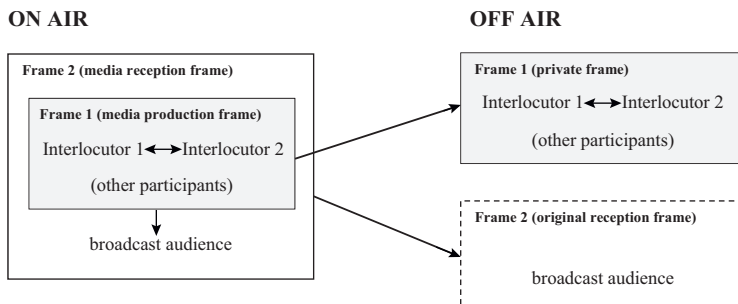 ON AIR
Frame 2 (media reception frame)
Frame 1 (media production frame)
Interlocutor 1 Interlocutor 2
(other participants)
broadcast audience
OFF AIR
Frame 1 (private frame)
Interlocutor 1 Interlocutor 2
(other participants)
Frame 2 (original reception frame)
broadcast audience